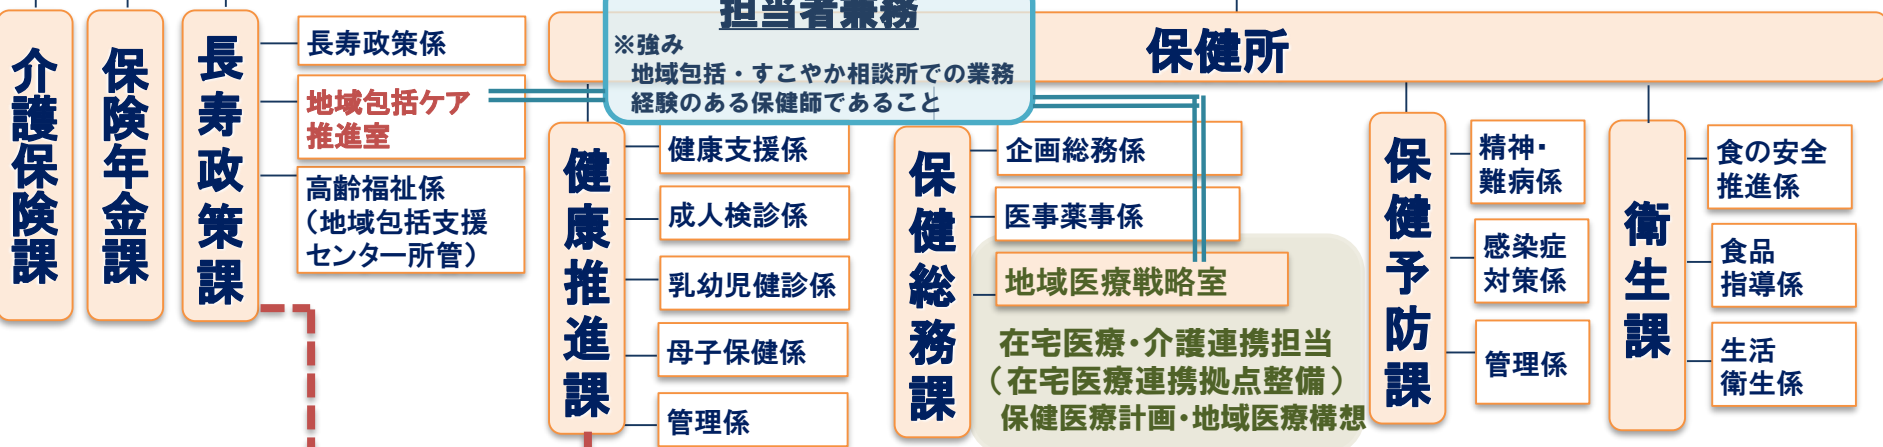 担当者兼務
※強み
地域包括・すこやか相談所での業務
経験のある保健師であること
保健所
介護保険課
保険年金課
長寿政策課
長寿政策係
地域包括ケア
推進室
高齢福祉係
（地域包括支援
センター所管）
健康推進課
健康支援係
成人検診係
乳幼児健診係
母子保健係
管理係
保健総務課
企画総務係
医事薬事係
地域医療戦略室
在宅医療・介護連携担当
（在宅医療連携拠点整備）
保健医療計画・地域医療構想
保健予防課
精神・
難病係
感染症
対策係
管理係
衛生課
食の安全
推進係
食品
指導係
生活
衛生係